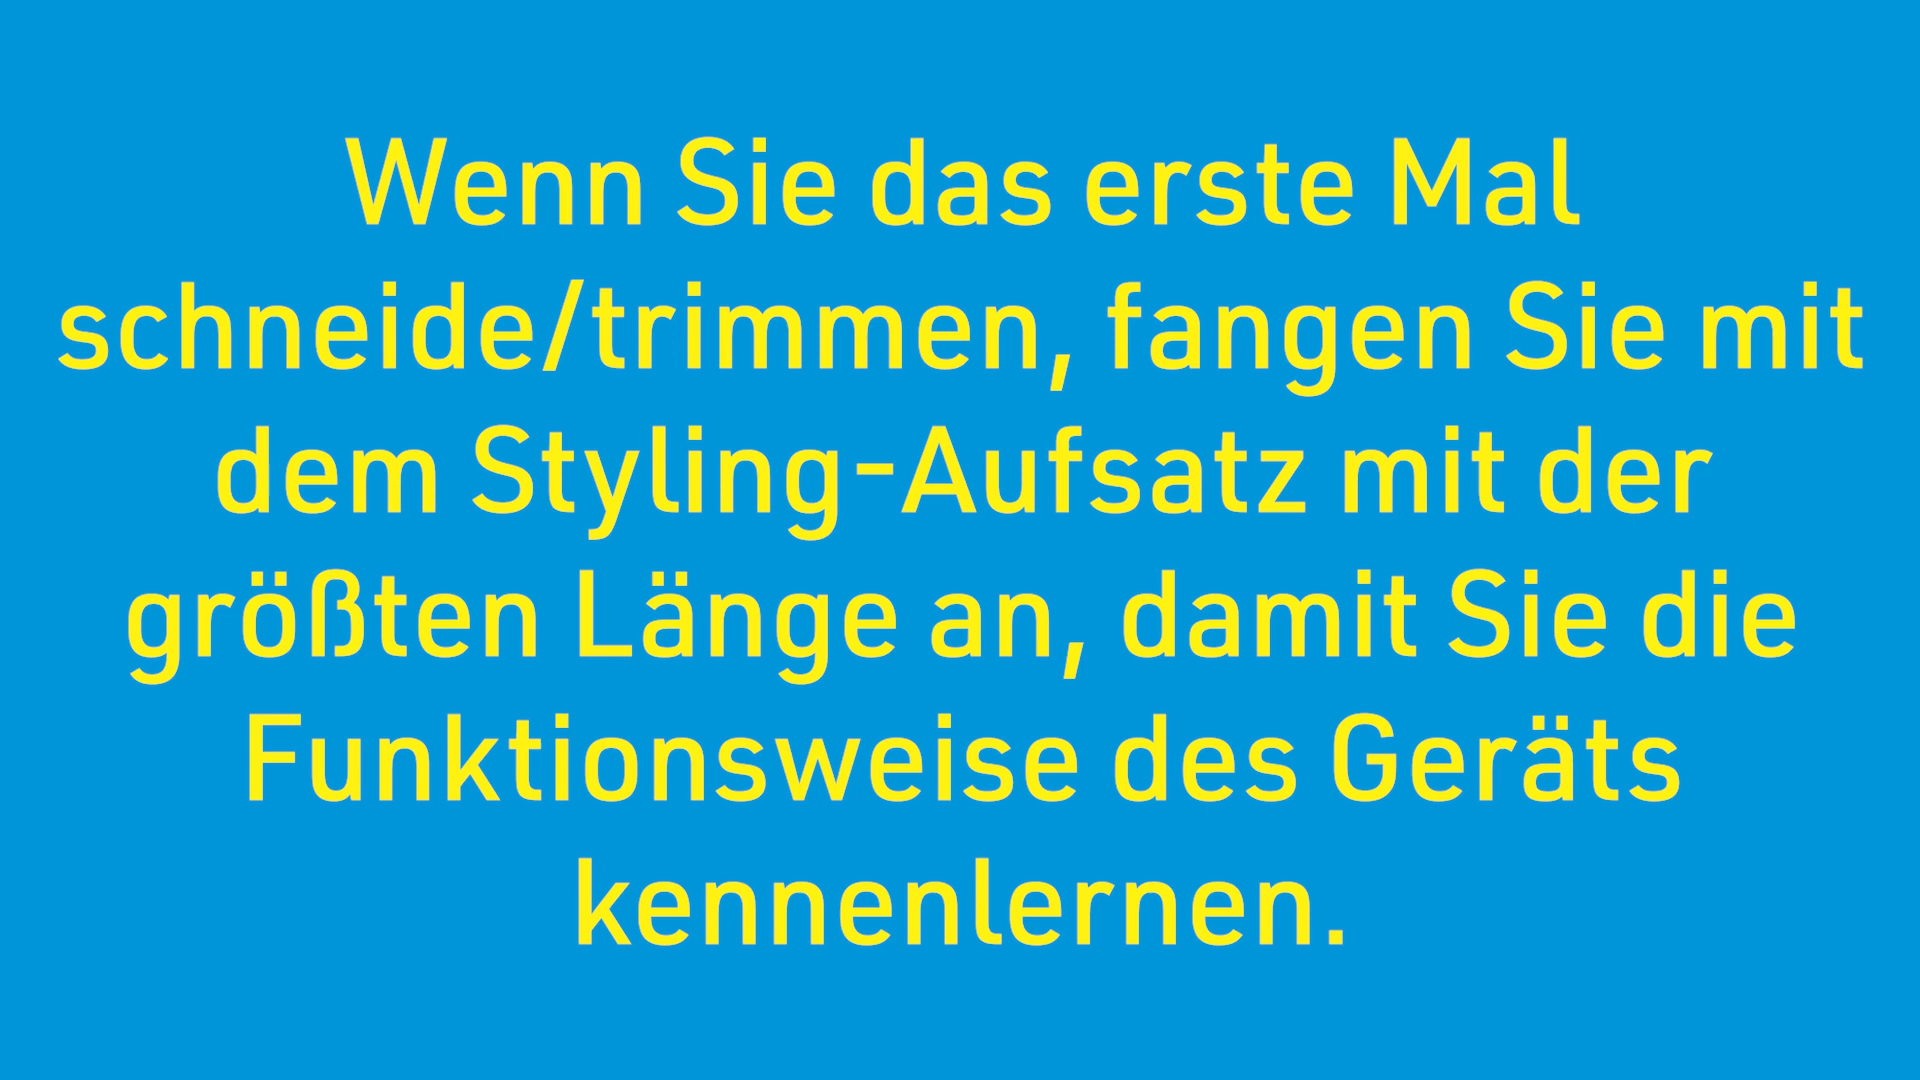 Wenn Sie das erste Mal
schneide/trimmen, fangen Sie mit
dem Styling-Aufsatz mit der
größten Länge an, damit Sie die
Funktionsweise des Geräts
kennenlernen.